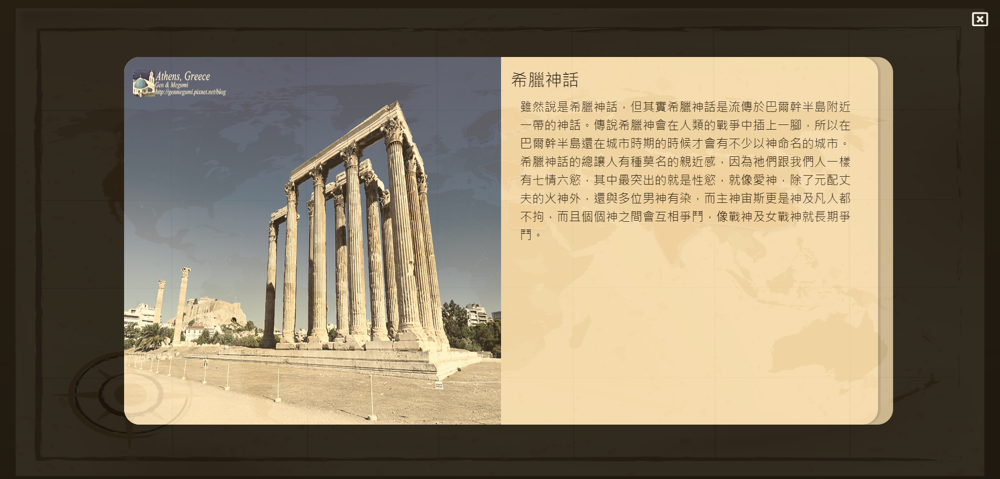 Athens, Greece
Gen & Megumi
http://genmegumi.pixnet.net/blog
希臘神話
雖然說是希臘神話，但其實希臘神話是流傳於巴爾幹半島附近
一帶的神話。傳說希臘神會在人類的戰爭中插上一腳，所以在
巴爾幹半島還在城市時期的時候才會有不少以神命名的城市。
希臘神話的總讓人有種莫名的親近感，因為祂們跟我們人一樣
有七情六慾，其中最突出的就是性慾，就像愛神，除了元配丈
夫的火神外，還與多位男神有染，而主神宙斯更是神及凡人都
不拘，而且個個神之間會互相爭鬥，像戰神及女戰神就長期爭
鬥。